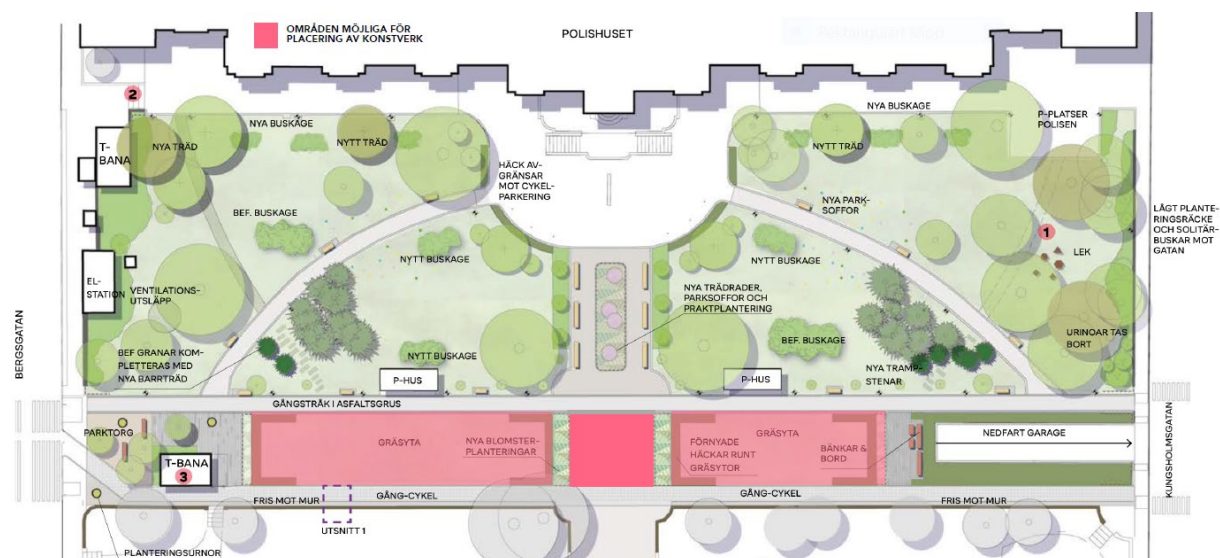 OMRÅDEN MÖJLIGA FÖR
PLACERING AV KONSTVERK
POLISHUSET
2
NYA BUSKAGE
NYA BUSKAGE
P-PLATSER
POLISEN
T-
BANA
NYA TRÄD
NYTT TRÄD
NYTT TRÄD
HÄCK AV-
GRÄNSAR
MOT CYKEL-
PARKERING
NYA PARK-
SOFFOR
LÅGT PLANTE-
RINGSRÄCKE
OCH SOLITÄR-
BUSKAR MOT
GATAN
BEF. BUSKAGE
1
LEK
NYTT BUSKAGE
NYTT BUSKAGE
EL-
STATION
VENTILATIONS-
UTSLÄPP
NYA TRÄDRADER,
PARKSOFFOR OCH
PRAKTPLANTERING
BERGSGATAN
URINOAR TAS
BORT
BEF GRANAR KOM-
PLETTERAS MED
NYA BARRTRÄD
NYTT BUSKAGE
BEF. BUSKAGE
P-HUS
P-HUS
NYA TRAMP-
STENAR
GÅNGSTRÅK I ASFALTSGRUS
KUNGSHOLMSGATAN
PARKTORG
GRÄSYTA
NYA BLOMSTER-
PLANTERINGAR
FÖRNYADE
HÄCKAR RUNT
GRÄSYTOR
GRÄSYTA
BÄNKAR &
BORD
NEDFART GARAGE
T-BANA
3
FRIS MOT MUR
GÅNG-CYKEL
GÅNG-CYKEL
FRIS MOT MUR
UTSNITT 1
PLANTERINGSURNOR